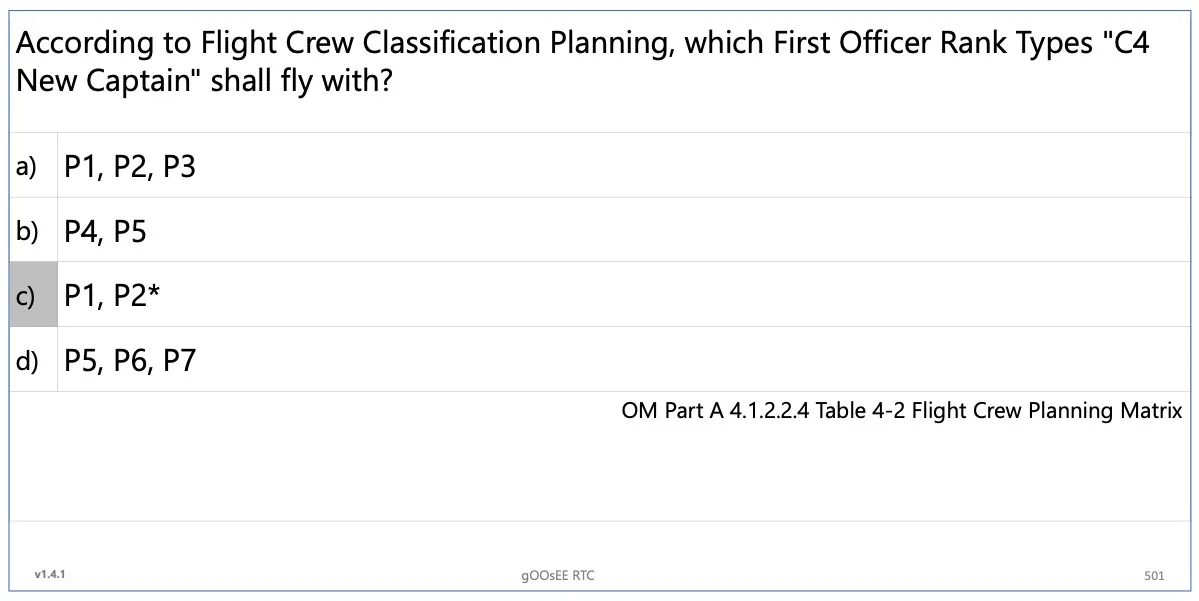 According to Flight Crew Classification Planning, which First Officer Rank Types "C4
New Captain" shall fly with?
a) P1, P2, P3
b) P4, P5
c) P1, P2*
d) P5, P6, P7
OM Part A 4.1.2.2.4 Table 4-2 Flight Crew Planning Matrix
v1.4.1 gOOsEE RTC 501